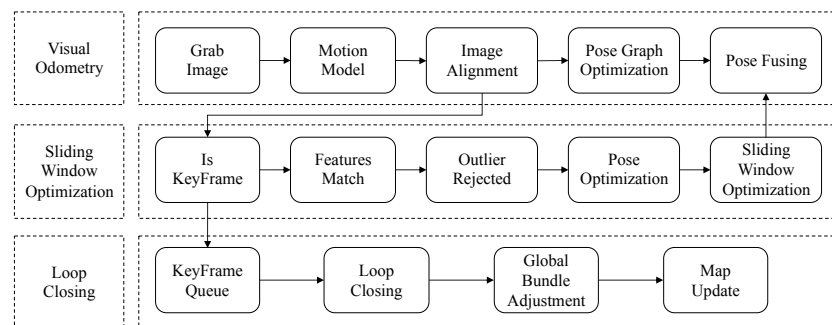 Visual
Odometry
Grab
Image
Motion
Model
Image
Alignment
Pose Graph
Optimization
Pose Fusing
Sliding
Window
Optimization
Is
KeyFrame
Features
Match
Outlier
Rejected
Pose
Optimization
Sliding
Window
Optimization
Loop
Closing
KeyFrame
Queue
Loop
Closing
Global
Bundle
Adjustment
Map
Update